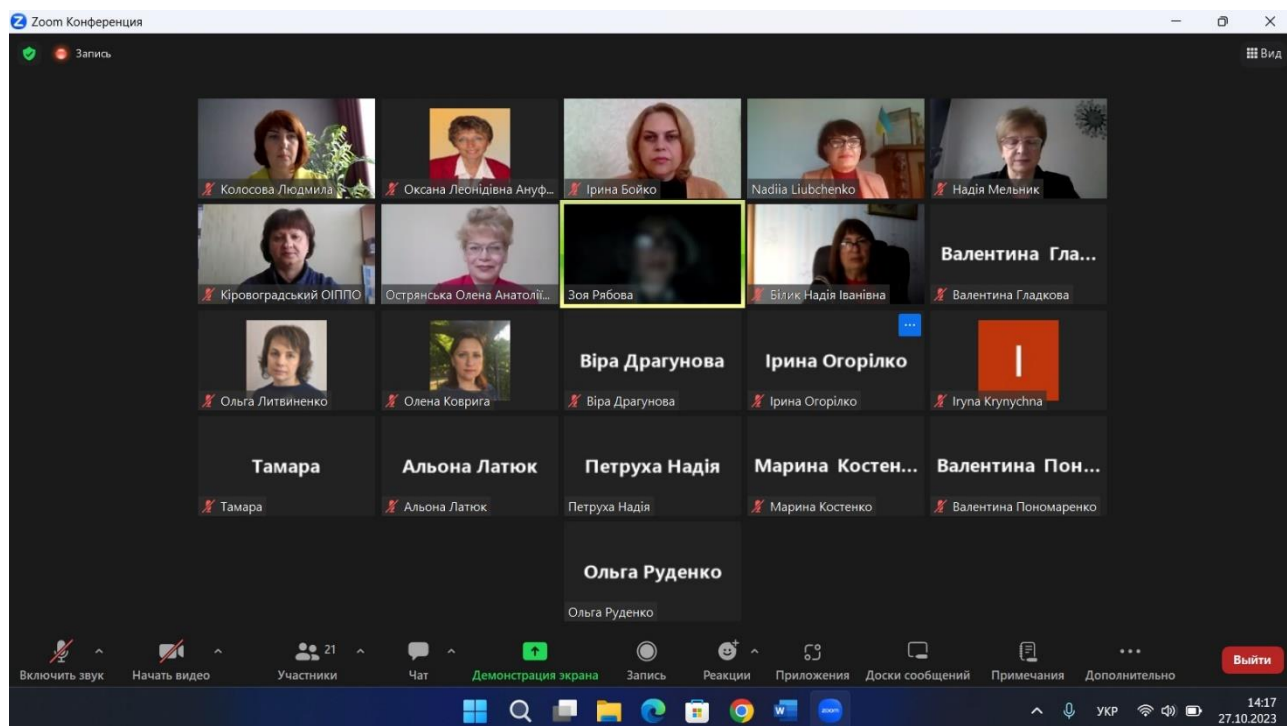 Zoom Конференция
Запись
Вид
Колосова Людмила
Оксана Леонідівна Ануф...
Ірина Бойко
Nadiia Liubchenko
Надія Мельник
Кіровоградський ОІППО
Острянська Олена Анатолії...
Зоя Рябова
Білик Надія Іванівна
Валентина Гла...
Валентина Гладкова
Ольга Литвиненко
Олена Коврига
Віра Драгунова
Віра Драгунова
Ірина Огорілко
Ірина Огорілко
I
Iryna Krynychna
Тамара
Тамара
Альона Латюк
Альона Латюк
Петруха Надія
Петруха Надія
Марина Костен...
Марина Костенко
Валентина Пон...
Валентина Пономаренко
Ольга Руденко
Ольга Руденко
Включить звук
Начать видео
21
Участники
Чат
Демонстрация экрана
Запись
Реакции
Приложения
Доски сообщений
Примечания
Дополнительно
Выйти
zoom
УКР
14:17
27.10.2023